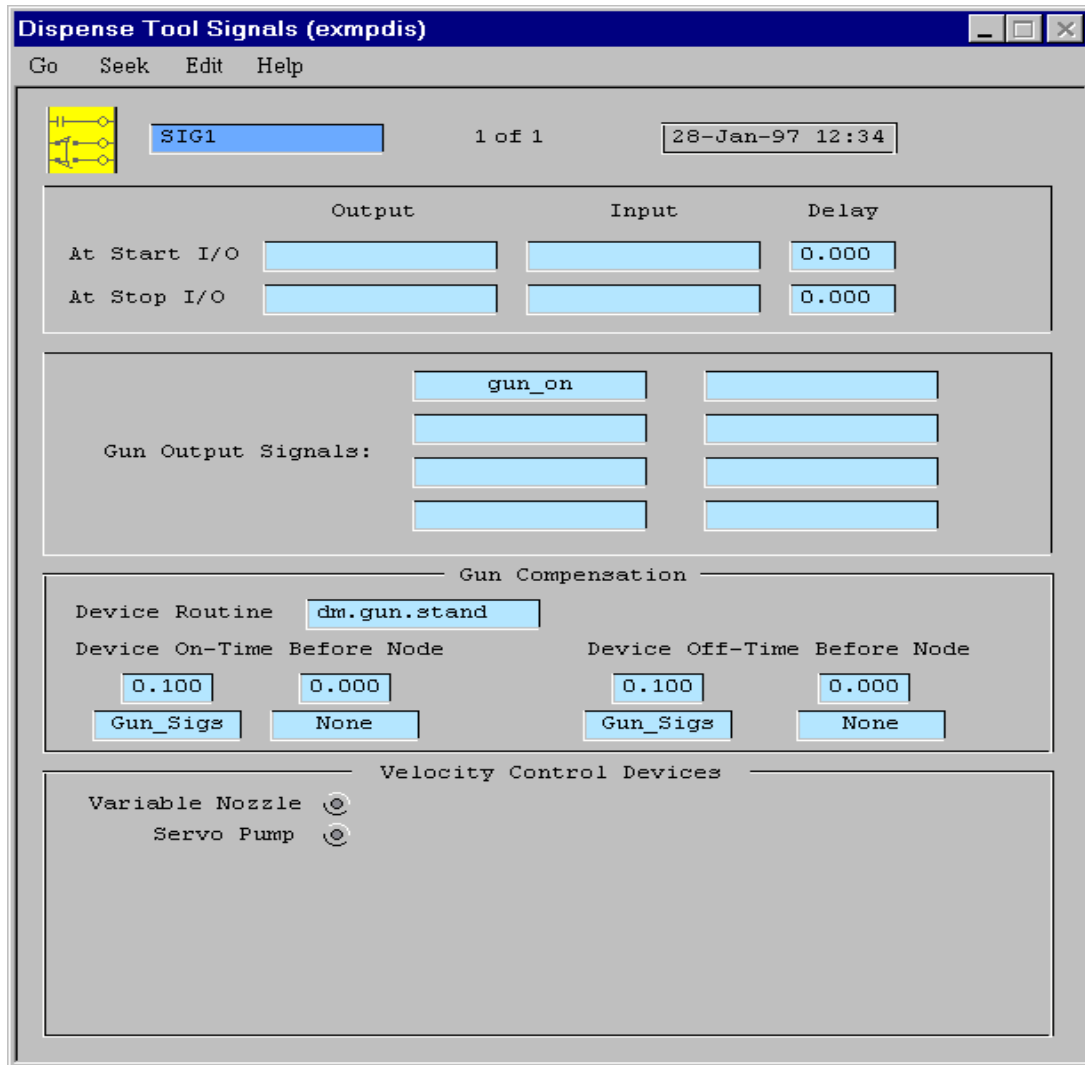 Dispense Tool Signals (exmpdis)
Go Seek Edit Help
SIG1 1 of 1 28-Jan-97 12:34
Output Input Delay
At Start I/O 0.000
At Stop I/O 0.000
gun_on
Gun Output Signals:
Gun Compensation
Device Routine dm.gun.stand
Device On-Time Before Node Device Off-Time Before Node
0.100 0.000 0.100 0.000
Gun_Sigs None Gun_Sigs None
Velocity Control Devices
Variable Nozzle
Servo Pump